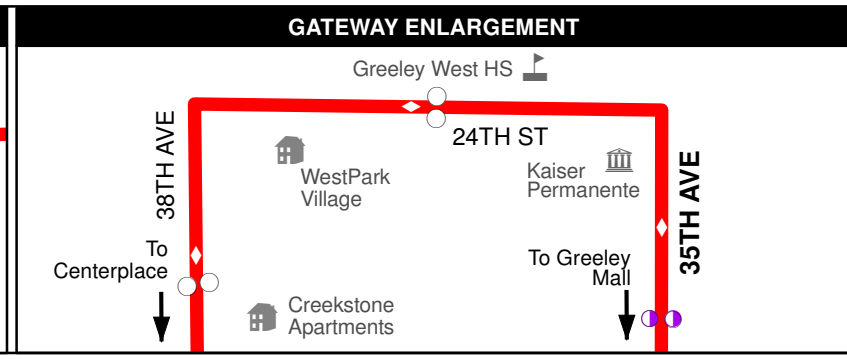 GATEWAY ENLARGEMENT
Greeley West HS
38TH AVE
24TH ST
WestPark
Village
Kaiser
Permanente
35TH AVE
To
Centerplace
To Greeley
Mall
Creekstone
Apartments